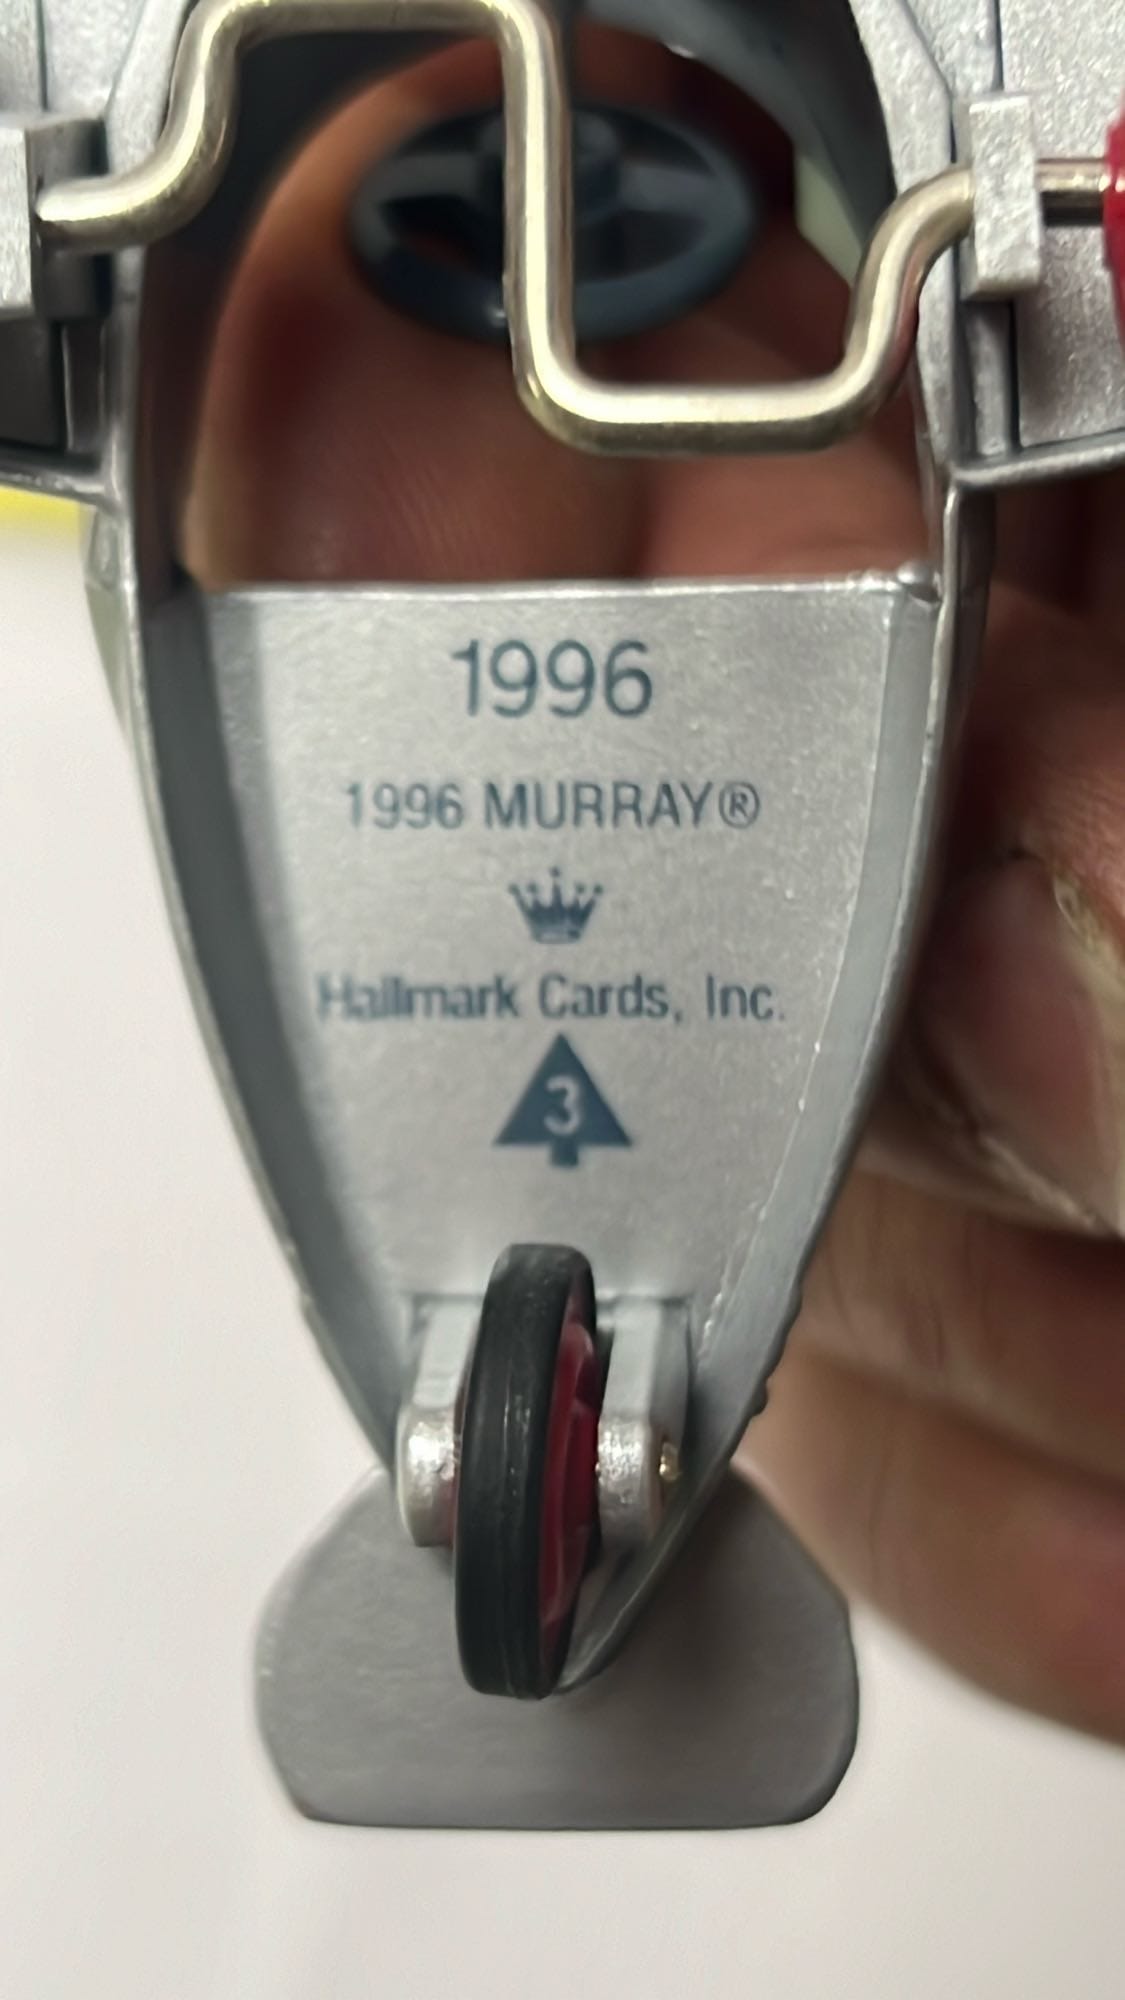 1996
1996 MURRAY®
Hallmark Cards, Inc.
3